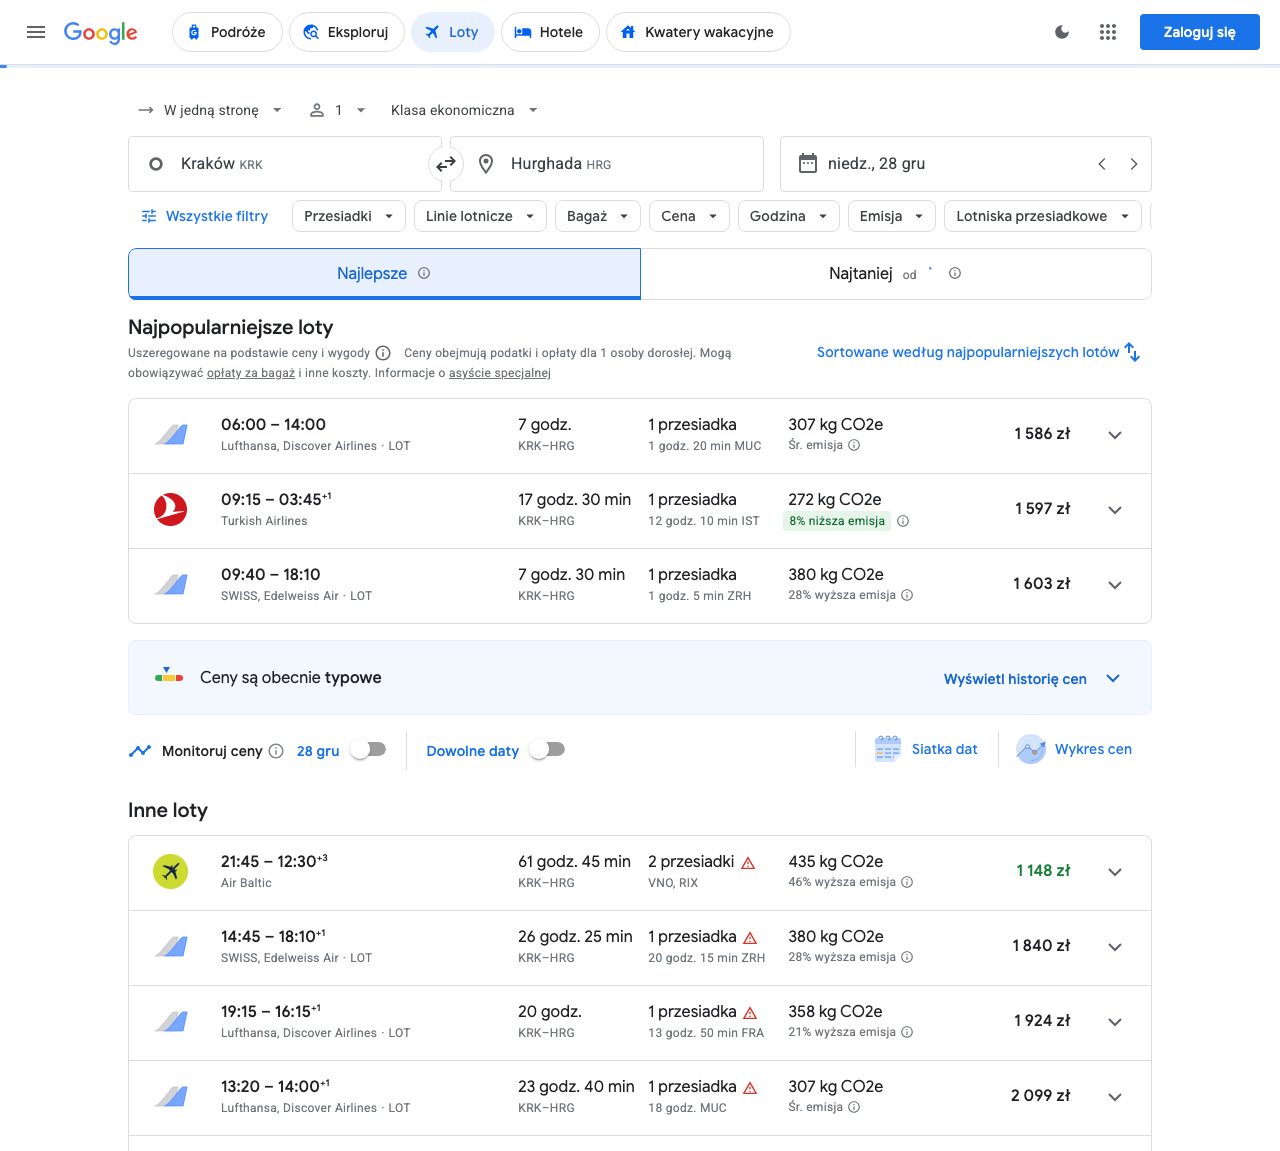 Google
Podróże
Eksploruj
Loty
Hotele
Kwatery wakacyjne
Zaloguj się
W jedną stronę
1
Klasa ekonomiczna
Kraków KRK
Hurghada HRG
niedz., 28 gru
Wszystkie filtry
Przesiadki
Linie lotnicze
Bagaż
Cena
Godzina
Emisja
Lotniska przesiadkowe
Najlepsze
Najtaniej od
Najpopularniejsze loty
Uszeregowane na podstawie ceny i wygody Ceny obejmują podatki i opłaty dla 1 osoby dorosłej. Mogą
obowiązywać opłaty za bagaż i inne koszty. Informacje o asyście specjalnej
Sortowane według najpopularniejszych lotów
06:00 – 14:00 7 godz. 1 przesiadka 307 kg CO2e 1 586 zł
Lufthansa, Discover Airlines · LOT KRK–HRG 1 godz. 20 min MUC Śr. emisja
09:15 – 03:45+1 17 godz. 30 min 1 przesiadka 272 kg CO2e 1 597 zł
Turkish Airlines KRK–HRG 12 godz. 10 min IST 8% niższa emisja
09:40 – 18:10 7 godz. 30 min 1 przesiadka 380 kg CO2e 1 603 zł
SWISS, Edelweiss Air · LOT KRK–HRG 1 godz. 5 min ZRH 28% wyższa emisja
Ceny są obecnie typowe
Wyświetl historię cen
Monitoruj ceny 28 gru
Dowolne daty
Siatka dat
Wykres cen
Inne loty
21:45 – 12:30+3 61 godz. 45 min 2 przesiadki 435 kg CO2e 1 148 zł
Air Baltic KRK–HRG VNO, RIX 46% wyższa emisja
14:45 – 18:10+1 26 godz. 25 min 1 przesiadka 380 kg CO2e 1 840 zł
SWISS, Edelweiss Air · LOT KRK–HRG 20 godz. 15 min ZRH 28% wyższa emisja
19:15 – 16:15+1 20 godz. 1 przesiadka 358 kg CO2e 1 924 zł
Lufthansa, Discover Airlines · LOT KRK–HRG 13 godz. 50 min FRA 21% wyższa emisja
13:20 – 14:00+1 23 godz. 40 min 1 przesiadka 307 kg CO2e 2 099 zł
Lufthansa, Discover Airlines · LOT KRK–HRG 18 godz. MUC Śr. emisja